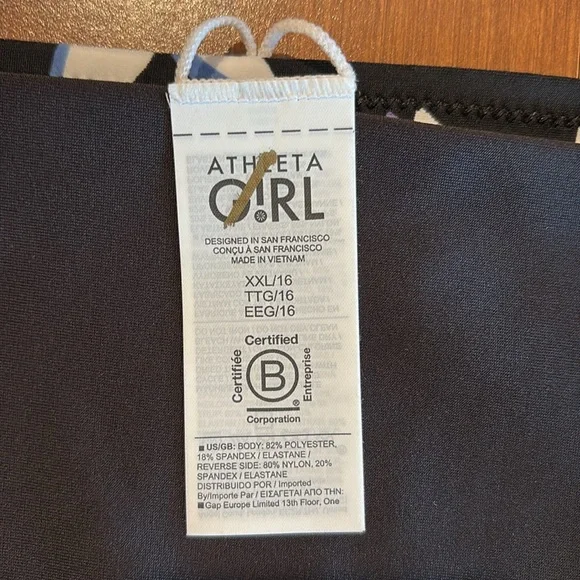 ATHLETA
GIRL
DESIGNED IN SAN FRANCISCO
CONÇU À SAN FRANCISCO
MADE IN VIETNAM
XXL/16
TTG/16
EEG/16
Certified
Certifiée
B
Entreprise
®
Corporation
■ US/GB: BODY: 82% POLYESTER,
18% SPANDEX / ELASTANE /
REVERSE SIDE: 80% NYLON, 20%
SPANDEX / ELASTANE
DISTRIBUIDO POR / Imported
By/Importe Par / ΕΙΣΑΓΕΤΑΙ ΑΠΟ ΤΗΝ:
■ Gap Europe Limited 13th Floor, One